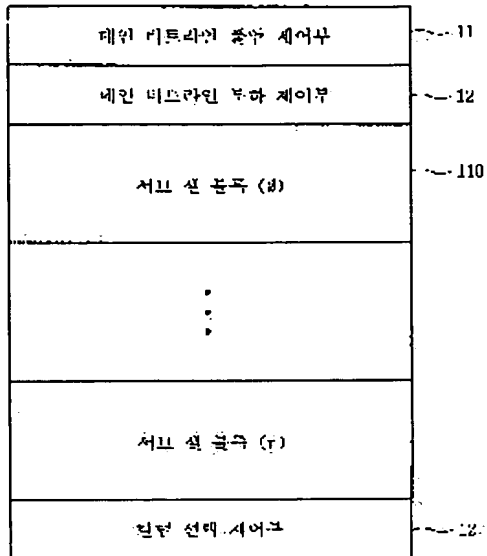 메인 비트라인 풀업 제어부 11
메인 비트라인 부하 제어부 12
서브 셀 블록 110
서브 셀 블록
컬럼 선택 제어부